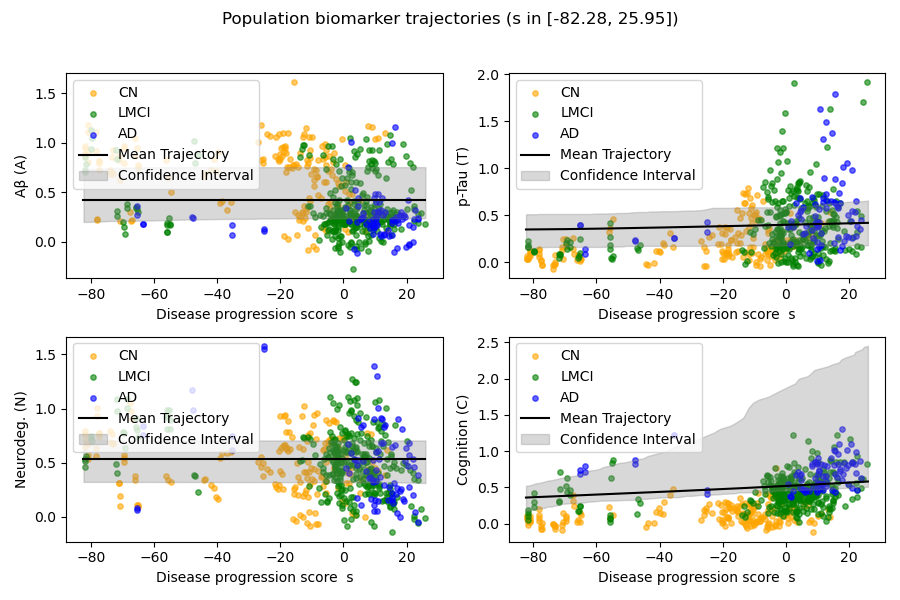 Population biomarker trajectories (s in [-82.28, 25.95])
Aβ (A)
1.5
1.0
0.5
0.0
CN
LMCI
AD
Mean Trajectory
Confidence Interval
−80 −60 −40 −20 0 20
Disease progression score s
p-Tau (T)
2.0
1.5
1.0
0.5
0.0
CN
LMCI
AD
Mean Trajectory
Confidence Interval
−80 −60 −40 −20 0 20
Disease progression score s
Neurodeg. (N)
1.5
1.0
0.5
0.0
CN
LMCI
AD
Mean Trajectory
Confidence Interval
−80 −60 −40 −20 0 20
Disease progression score s
Cognition (C)
2.5
2.0
1.5
1.0
0.5
0.0
CN
LMCI
AD
Mean Trajectory
Confidence Interval
−80 −60 −40 −20 0 20
Disease progression score s